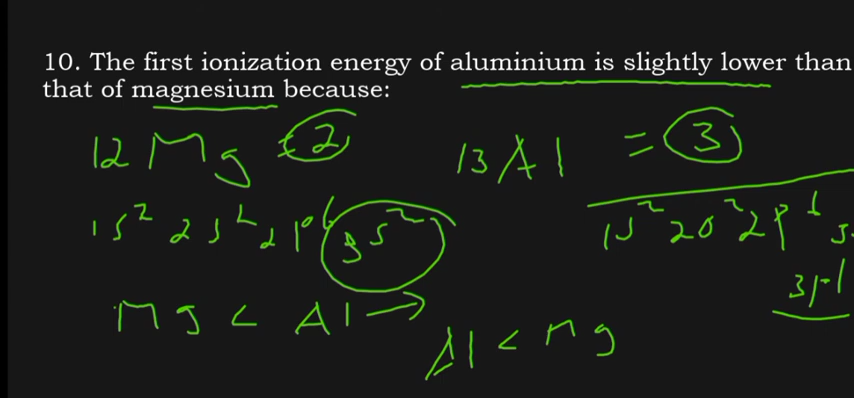 10. The first ionization energy of aluminium is slightly lower than
that of magnesium because:
12 Mg 2
13 Al = 3
1s² 2s² 2p⁶ 3s²
1s² 2s² 2p⁶ 3s
3p¹
Mg < Al →
Al < Mg